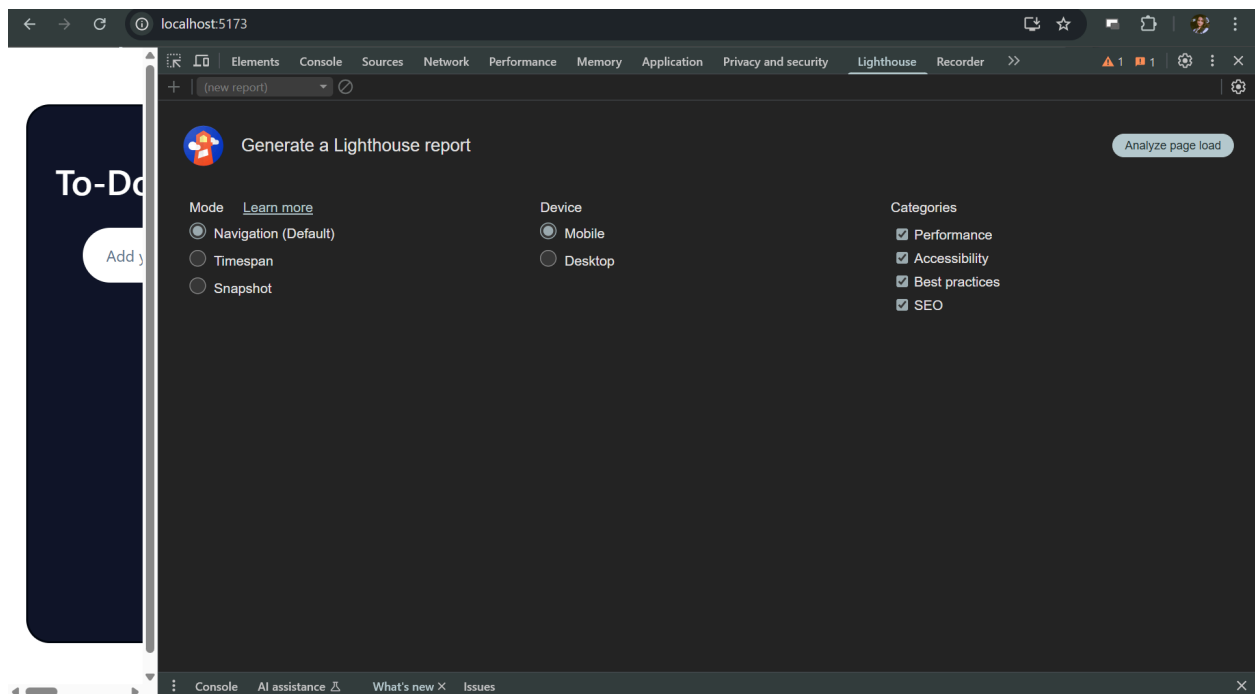 localhost:5173
Elements Console Sources Network Performance Memory Application Privacy and security Lighthouse Recorder 1 1
(new report)
Generate a Lighthouse report
Analyze page load
To-Do
Add
Mode Learn more
Device
Categories
Navigation (Default)
Mobile
Performance
Timespan
Desktop
Accessibility
Snapshot
Best practices
SEO
Console AI assistance What's new Issues